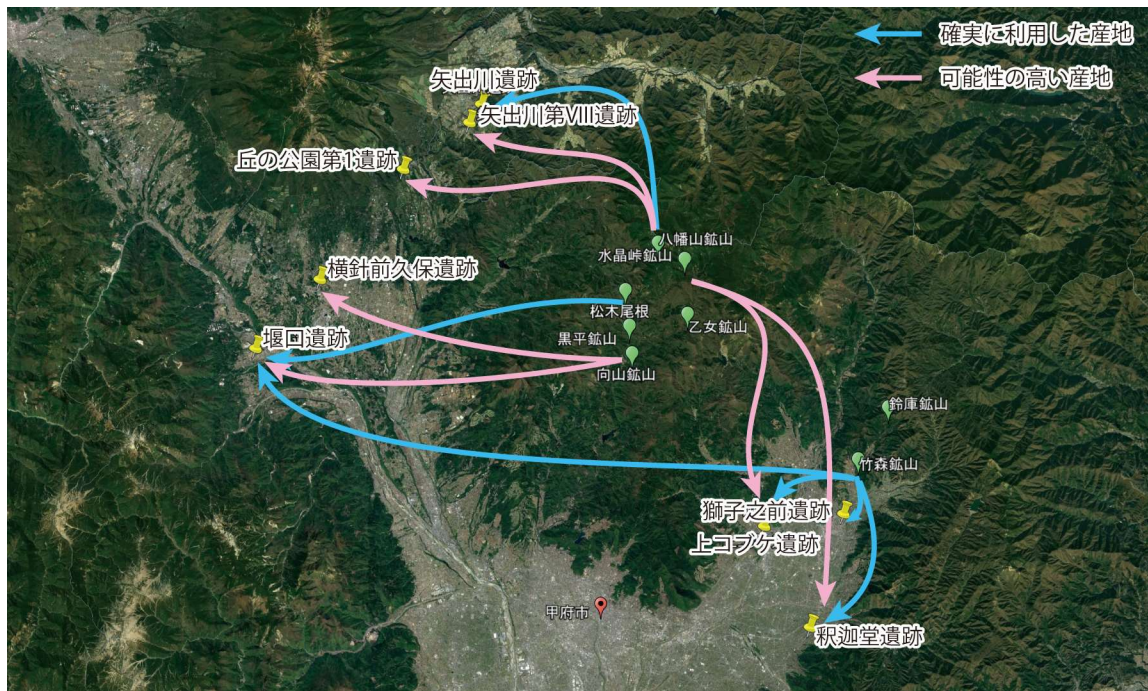 確実に利用した産地
可能性の高い産地
矢出川遺跡
矢出川第Ⅷ遺跡
丘の公園第1遺跡
八幡山鉱山
水晶峠鉱山
横針前久保遺跡
松木尾根
乙女鉱山
黒平鉱山
堰口遺跡
向山鉱山
鈴庫鉱山
竹森鉱山
獅子之前遺跡
上コブケ遺跡
甲府市
釈迦堂遺跡